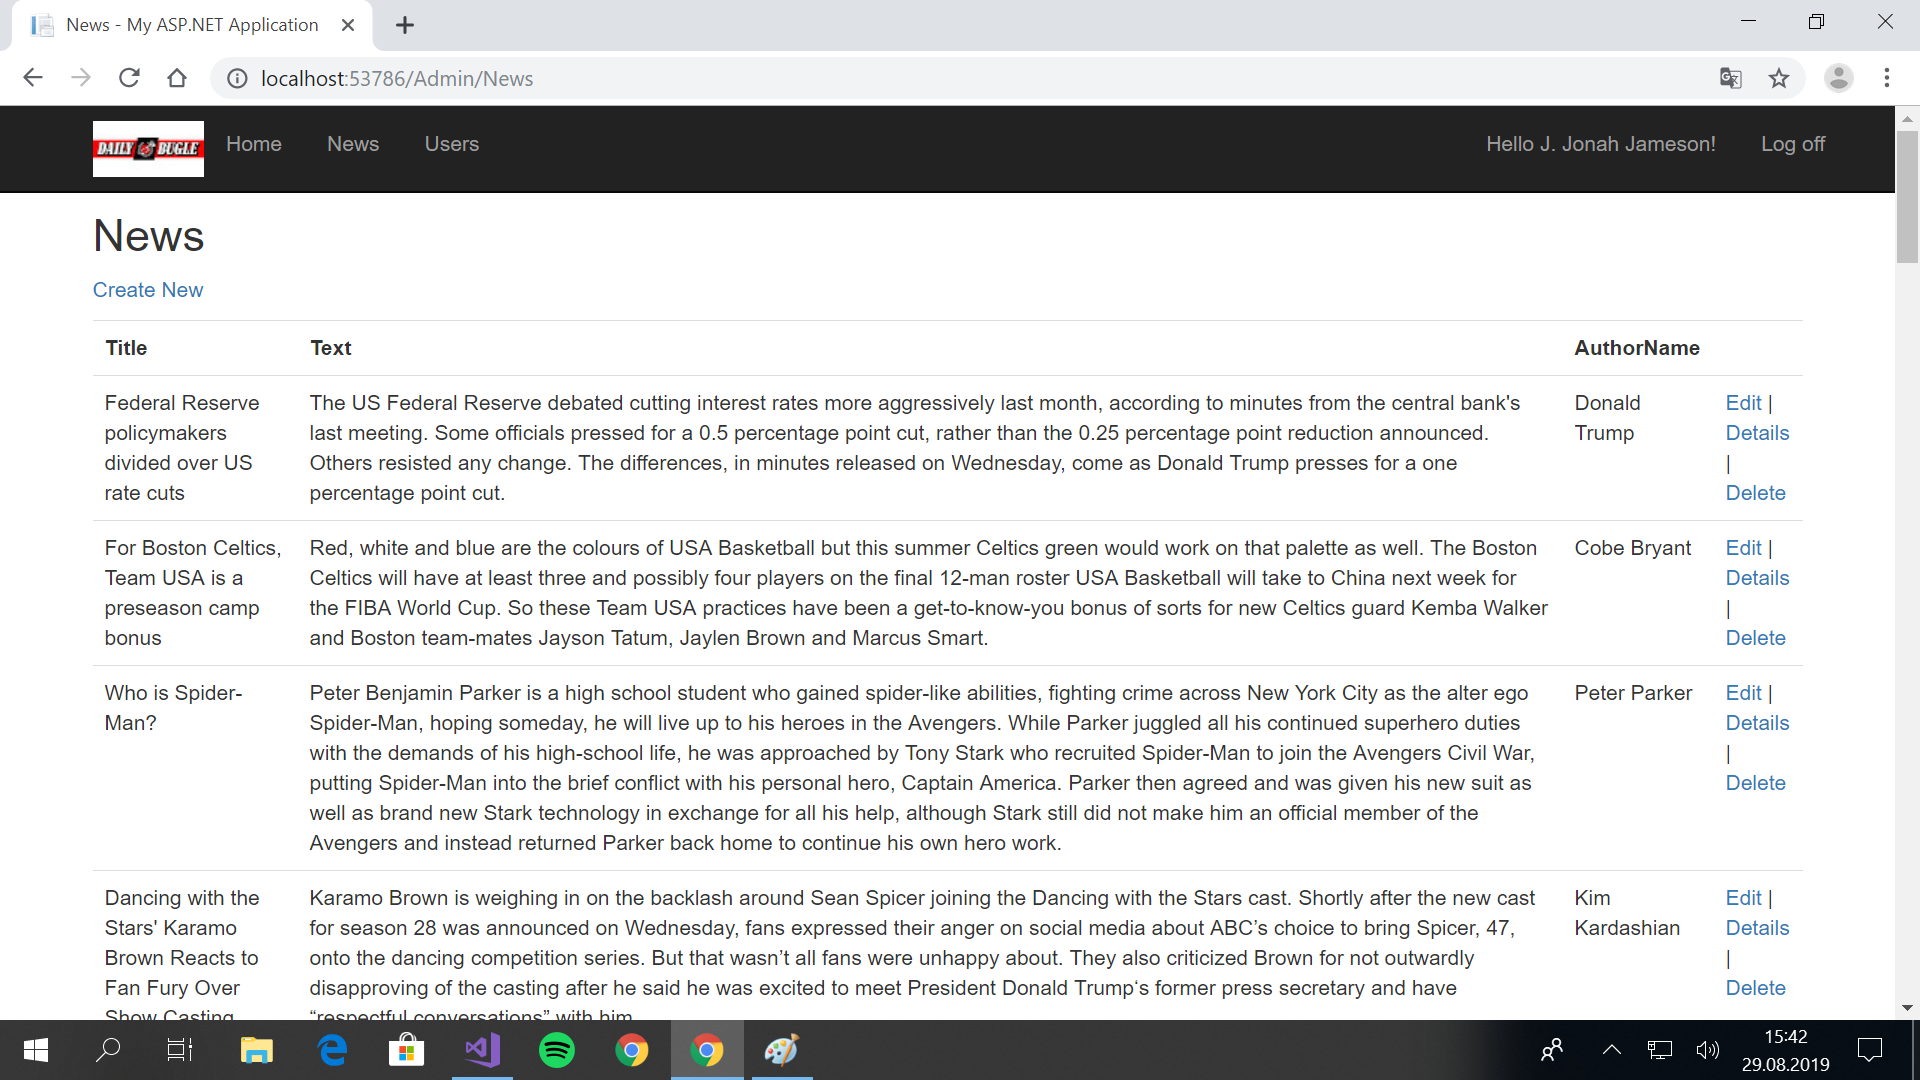 News - My ASP.NET Application
localhost:53786/Admin/News
DAILY BUGLE
Home
News
Users
Hello J. Jonah Jameson!
Log off
News
Create New
Title
Text
AuthorName
Federal Reserve
policymakers
divided over US
rate cuts
The US Federal Reserve debated cutting interest rates more aggressively last month, according to minutes from the central bank's
last meeting. Some officials pressed for a 0.5 percentage point cut, rather than the 0.25 percentage point reduction announced.
Others resisted any change. The differences, in minutes released on Wednesday, come as Donald Trump presses for a one
percentage point cut.
Donald
Trump
Edit |
Details
|
Delete
For Boston Celtics,
Team USA is a
preseason camp
bonus
Red, white and blue are the colours of USA Basketball but this summer Celtics green would work on that palette as well. The Boston
Celtics will have at least three and possibly four players on the final 12-man roster USA Basketball will take to China next week for
the FIBA World Cup. So these Team USA practices have been a get-to-know-you bonus of sorts for new Celtics guard Kemba Walker
and Boston team-mates Jayson Tatum, Jaylen Brown and Marcus Smart.
Cobe Bryant
Edit |
Details
|
Delete
Who is Spider-
Man?
Peter Benjamin Parker is a high school student who gained spider-like abilities, fighting crime across New York City as the alter ego
Spider-Man, hoping someday, he will live up to his heroes in the Avengers. While Parker juggled all his continued superhero duties
with the demands of his high-school life, he was approached by Tony Stark who recruited Spider-Man to join the Avengers Civil War,
putting Spider-Man into the brief conflict with his personal hero, Captain America. Parker then agreed and was given his new suit as
well as brand new Stark technology in exchange for all his help, although Stark still did not make him an official member of the
Avengers and instead returned Parker back home to continue his own hero work.
Peter Parker
Edit |
Details
|
Delete
Dancing with the
Stars' Karamo
Brown Reacts to
Fan Fury Over
Show Casting
Karamo Brown is weighing in on the backlash around Sean Spicer joining the Dancing with the Stars cast. Shortly after the new cast
for season 28 was announced on Wednesday, fans expressed their anger on social media about ABC’s choice to bring Spicer, 47,
onto the dancing competition series. But that wasn’t all fans were unhappy about. They also criticized Brown for not outwardly
disapproving of the casting after he said he was excited to meet President Donald Trump‘s former press secretary and have
“respectful conversations” with him
Kim
Kardashian
Edit |
Details
|
Delete
15:42
29.08.2019